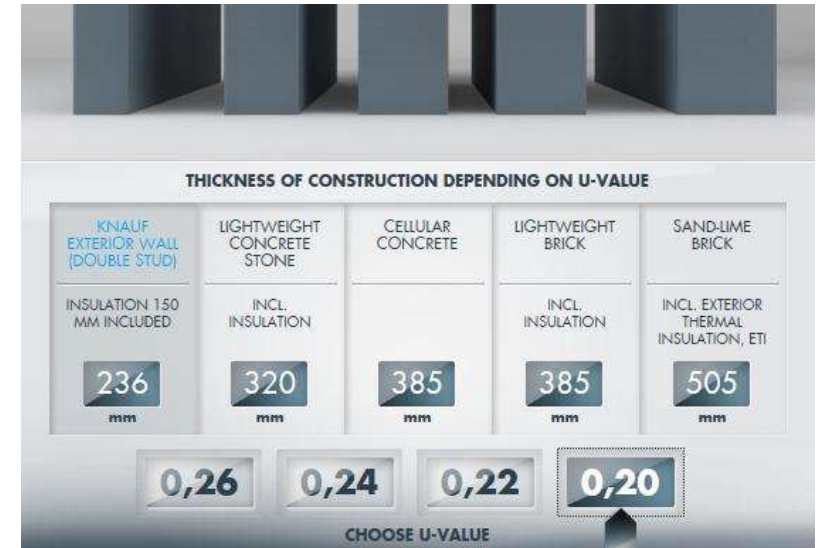 THICKNESS OF CONSTRUCTION DEPENDING ON U-VALUE
KNAUF
EXTERIOR WALL
(DOUBLE STUD)
INSULATION 150
MM INCLUDED
236
mm
LIGHTWEIGHT
CONCRETE
STONE
INCL.
INSULATION
320
mm
CELLULAR
CONCRETE
385
mm
LIGHTWEIGHT
BRICK
INCL.
INSULATION
385
mm
SAND-LIME
BRICK
INCL. EXTERIOR
THERMAL
INSULATION, ETI
505
mm
0,26 0,24 0,22 0,20
CHOOSE U-VALUE